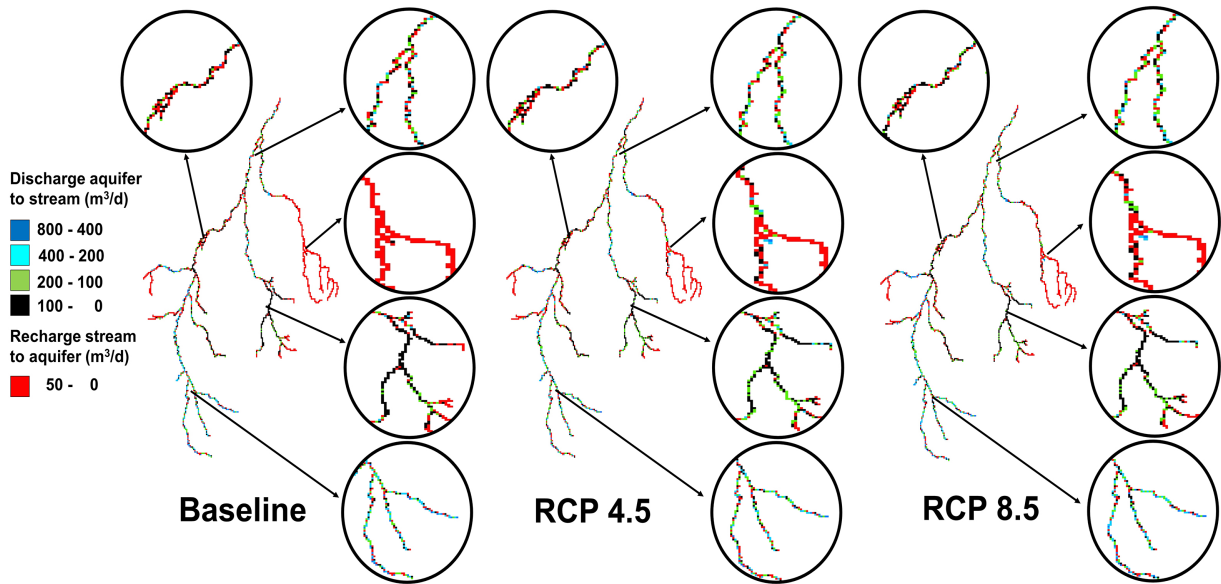 Discharge aquifer
to stream (m³/d)
800 - 400
400 - 200
200 - 100
100 - 0
Recharge stream
to aquifer (m³/d)
50 - 0
Baseline
RCP 4.5
RCP 8.5